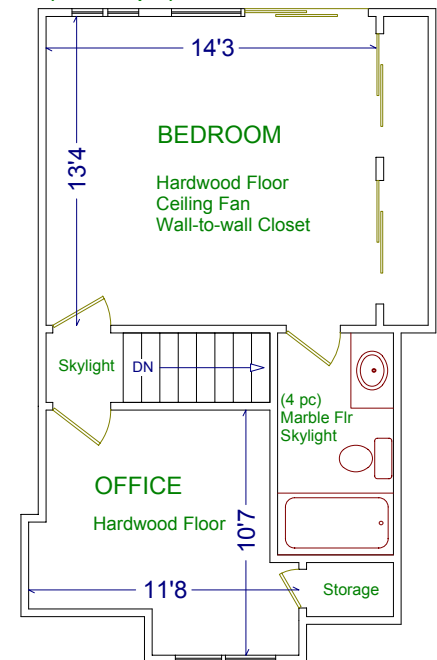 14'3
BEDROOM
13'4
Hardwood Floor
Ceiling Fan
Wall-to-wall Closet
Skylight
DN
(4 pc)
Marble Flr
Skylight
OFFICE
Hardwood Floor
10'7
11'8
Storage